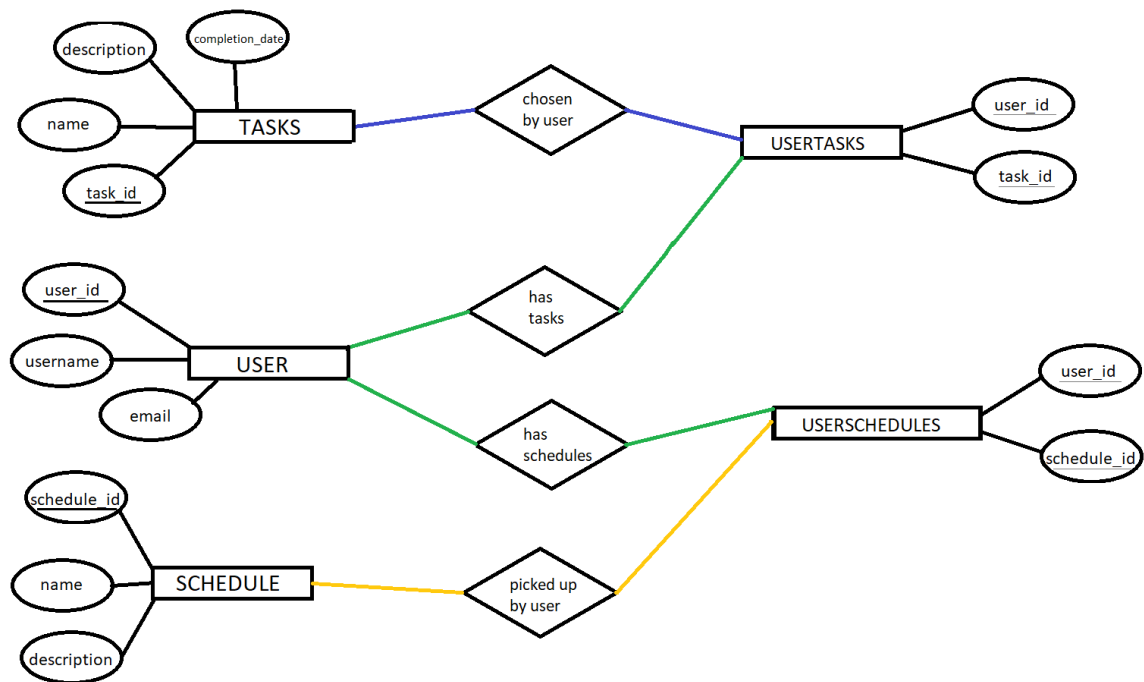 description
completion_date
name
TASKS
task_id
chosen
by user
USERTASKS
user_id
task_id
user_id
username
USER
email
has
tasks
has
schedules
USERSCHEDULES
user_id
schedule_id
schedule_id
name
SCHEDULE
description
picked up
by user